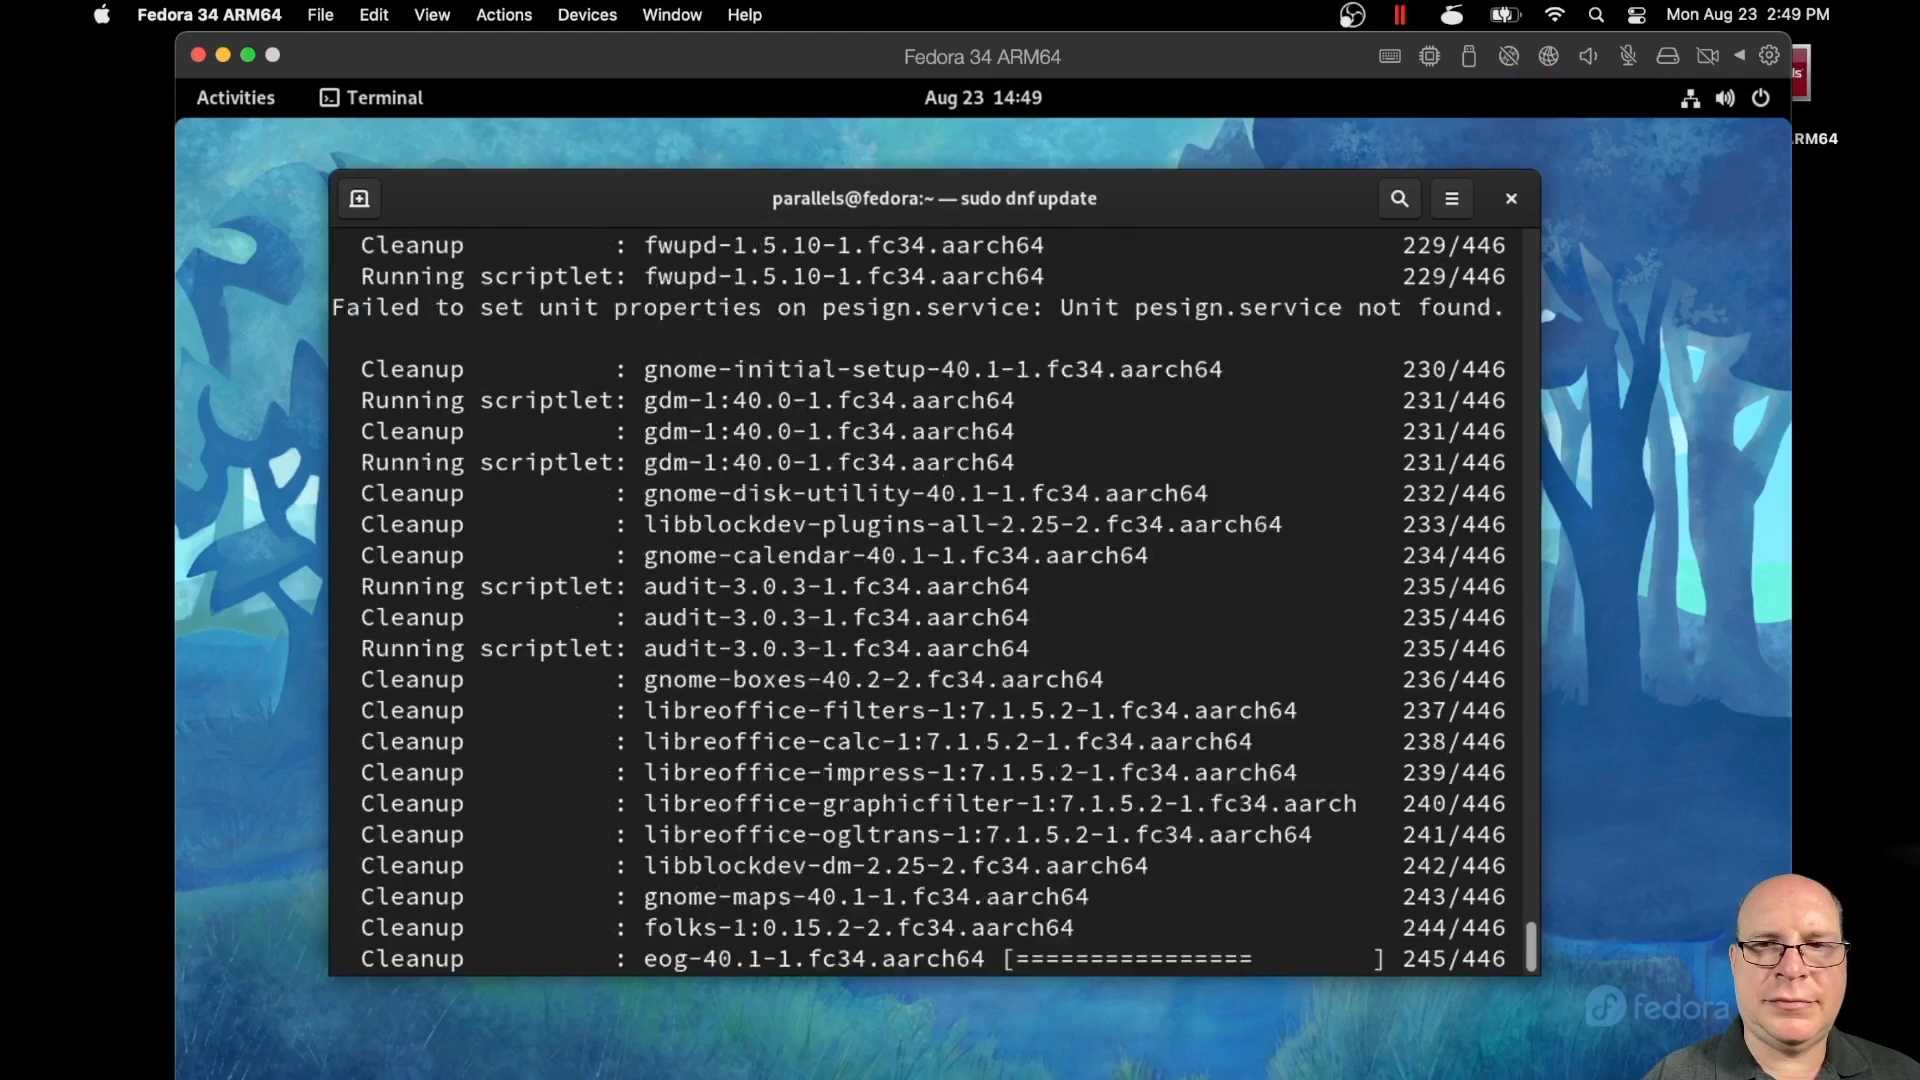 Fedora 34 ARM64 File Edit View Actions Devices Window Help Mon Aug 23 2:49 PM
Fedora 34 ARM64
Activities Terminal Aug 23 14:49
ls
RM64
parallels@fedora:~ — sudo dnf update
Cleanup : fwupd-1.5.10-1.fc34.aarch64 229/446
Running scriptlet: fwupd-1.5.10-1.fc34.aarch64 229/446
Failed to set unit properties on pesign.service: Unit pesign.service not found.
Cleanup : gnome-initial-setup-40.1-1.fc34.aarch64 230/446
Running scriptlet: gdm-1:40.0-1.fc34.aarch64 231/446
Cleanup : gdm-1:40.0-1.fc34.aarch64 231/446
Running scriptlet: gdm-1:40.0-1.fc34.aarch64 231/446
Cleanup : gnome-disk-utility-40.1-1.fc34.aarch64 232/446
Cleanup : libblockdev-plugins-all-2.25-2.fc34.aarch64 233/446
Cleanup : gnome-calendar-40.1-1.fc34.aarch64 234/446
Running scriptlet: audit-3.0.3-1.fc34.aarch64 235/446
Cleanup : audit-3.0.3-1.fc34.aarch64 235/446
Running scriptlet: audit-3.0.3-1.fc34.aarch64 235/446
Cleanup : gnome-boxes-40.2-2.fc34.aarch64 236/446
Cleanup : libreoffice-filters-1:7.1.5.2-1.fc34.aarch64 237/446
Cleanup : libreoffice-calc-1:7.1.5.2-1.fc34.aarch64 238/446
Cleanup : libreoffice-impress-1:7.1.5.2-1.fc34.aarch64 239/446
Cleanup : libreoffice-graphicfilter-1:7.1.5.2-1.fc34.aarch 240/446
Cleanup : libreoffice-ogltrans-1:7.1.5.2-1.fc34.aarch64 241/446
Cleanup : libblockdev-dm-2.25-2.fc34.aarch64 242/446
Cleanup : gnome-maps-40.1-1.fc34.aarch64 243/446
Cleanup : folks-1:0.15.2-2.fc34.aarch64 244/446
Cleanup : eog-40.1-1.fc34.aarch64 [================ ] 245/446
fedora